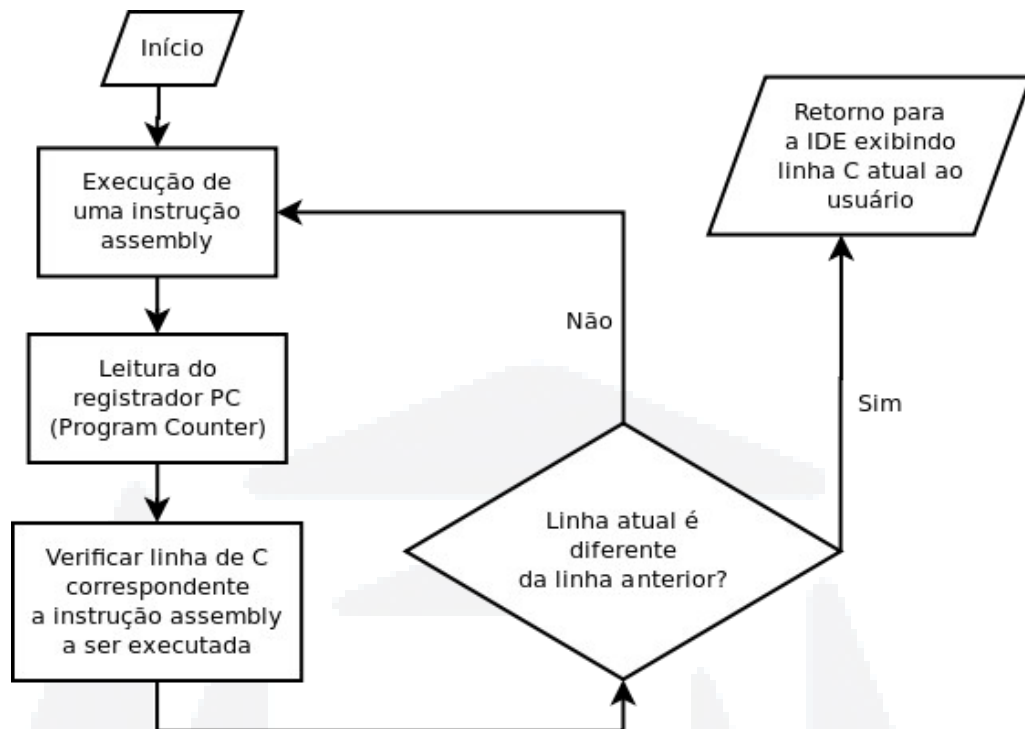 Início
Execução de
uma instrução
assembly
Leitura do
registrador PC
(Program Counter)
Verificar linha de C
correspondente
a instrução assembly
a ser executada
Linha atual é
diferente
da linha anterior?
Não
Sim
Retorno para
a IDE exibindo
linha C atual ao
usuário